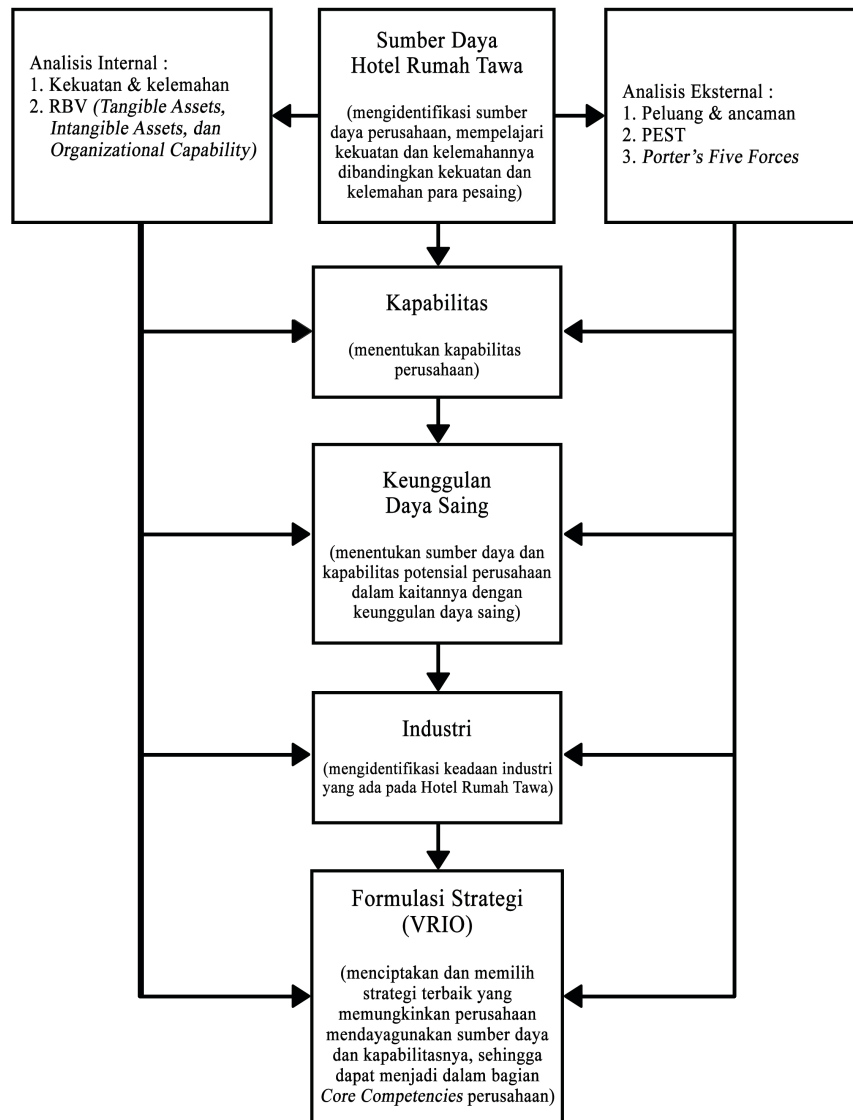 Analisis Internal :
1. Kekuatan & kelemahan
2. RBV (Tangible Assets,
Intangible Assets, dan
Organizational Capability)
Sumber Daya
Hotel Rumah Tawa
(mengidentifikasi sumber
daya perusahaan, mempelajari
kekuatan dan kelemahannya
dibandingkan kekuatan dan
kelemahan para pesaing)
Analisis Eksternal :
1. Peluang & ancaman
2. PEST
3. Porter's Five Forces
Kapabilitas
(menentukan kapabilitas
perusahaan)
Keunggulan
Daya Saing
(menentukan sumber daya dan
kapabilitas potensial perusahaan
dalam kaitannya dengan
keunggulan daya saing)
Industri
(mengidentifikasi keadaan industri
yang ada pada Hotel Rumah Tawa)
Formulasi Strategi
(VRIO)
(menciptakan dan memilih
strategi terbaik yang
memungkinkan perusahaan
mendayagunakan sumber daya
dan kapabilitasnya, sehingga
dapat menjadi dalam bagian
Core Competencies perusahaan)